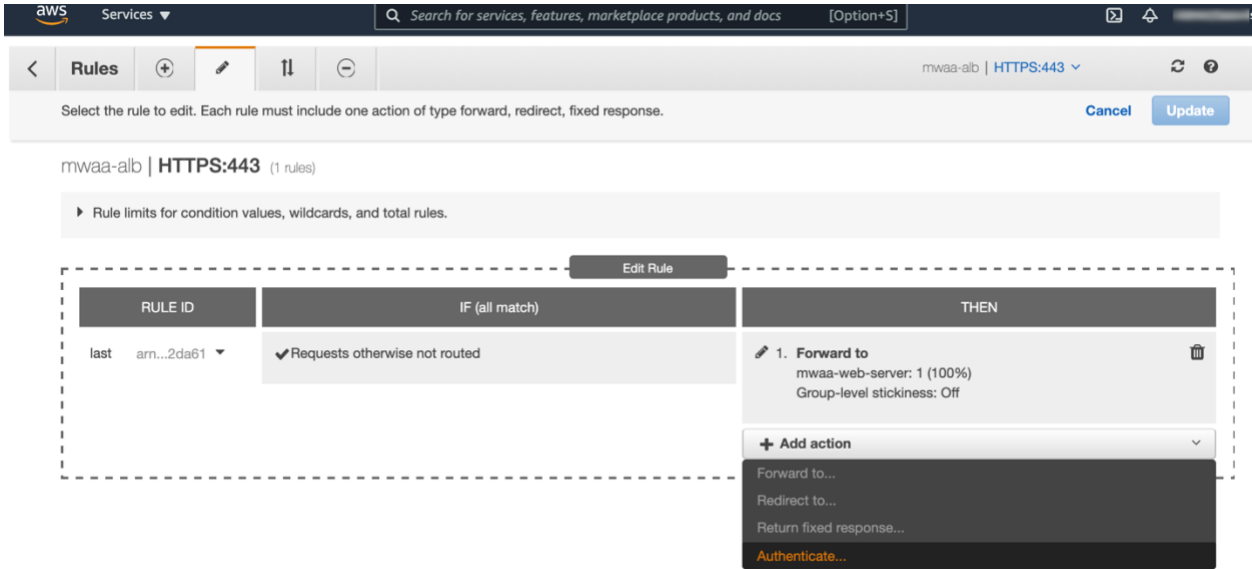 aws
Services ▼
Search for services, features, marketplace products, and docs [Option+S]
Rules
mwaa-alb | HTTPS:443
Select the rule to edit. Each rule must include one action of type forward, redirect, fixed response.
Cancel
Update
mwaa-alb | HTTPS:443 (1 rules)
Rule limits for condition values, wildcards, and total rules.
Edit Rule
RULE ID
IF (all match)
THEN
last arn...2da61
Requests otherwise not routed
1. Forward to
mwaa-web-server: 1 (100%)
Group-level stickiness: Off
Add action
Forward to...
Redirect to...
Return fixed response...
Authenticate...